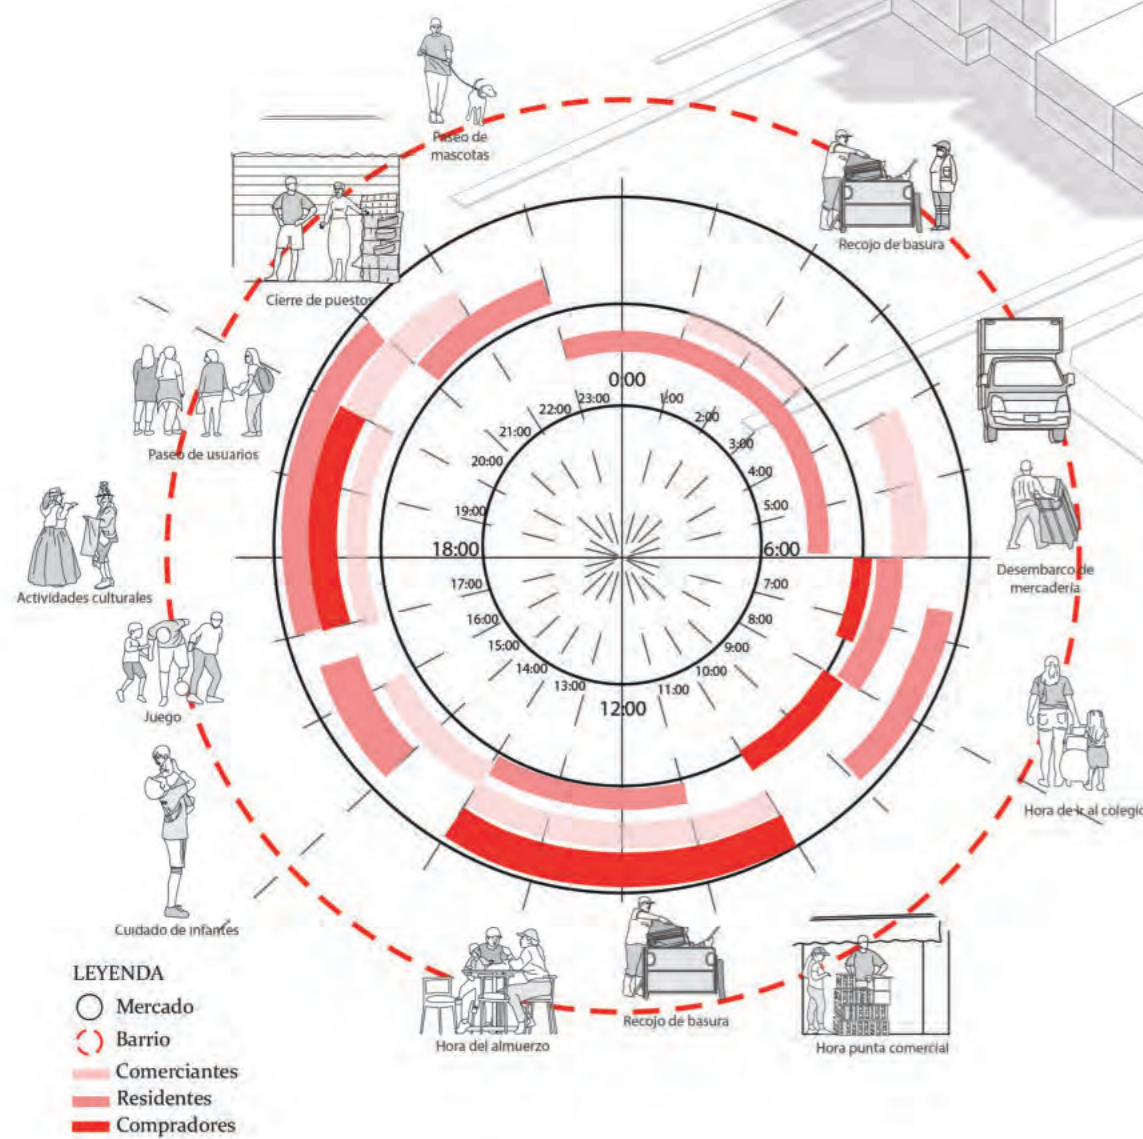 Paseo de
mascotas
Recojo de basura
Cierre de puestos
Paseo de usuarios
Actividades culturales
Desembarco de
mercadería
Juego
Hora de ir al colegio
Cuidado de infantes
0:00
1:00
2:00
3:00
4:00
5:00
6:00
7:00
8:00
9:00
10:00
11:00
12:00
13:00
14:00
15:00
16:00
17:00
18:00
19:00
20:00
21:00
22:00
23:00
Recojo de basura
Hora del almuerzo
Hora punta comercial
LEYENDA
Mercado
Barrio
Comerciantes
Residentes
Compradores